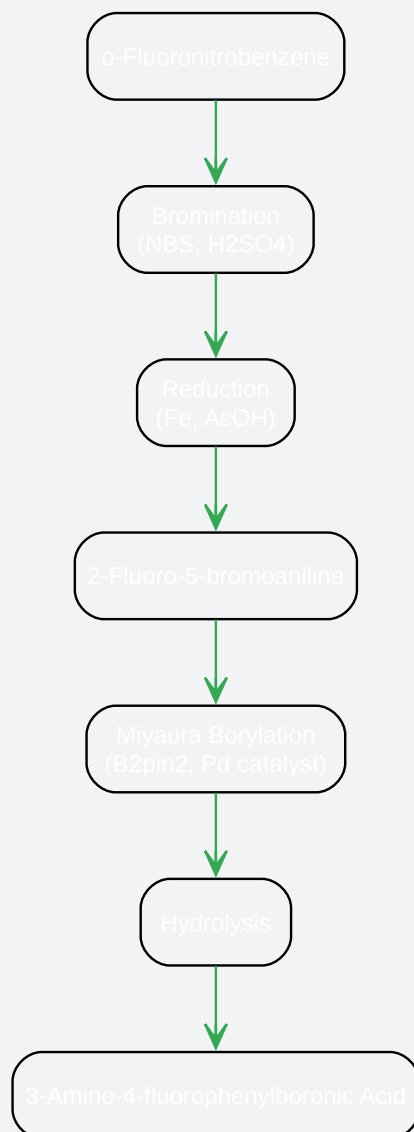 o-Fluoronitrobenzene
Bromination
(NBS, H2SO4)
Reduction
(Fe, AcOH)
2-Fluoro-5-bromoaniline
Miyaura Borylation
(B2pin2, Pd catalyst)
Hydrolysis
3-Amino-4-fluorophenylboronic Acid